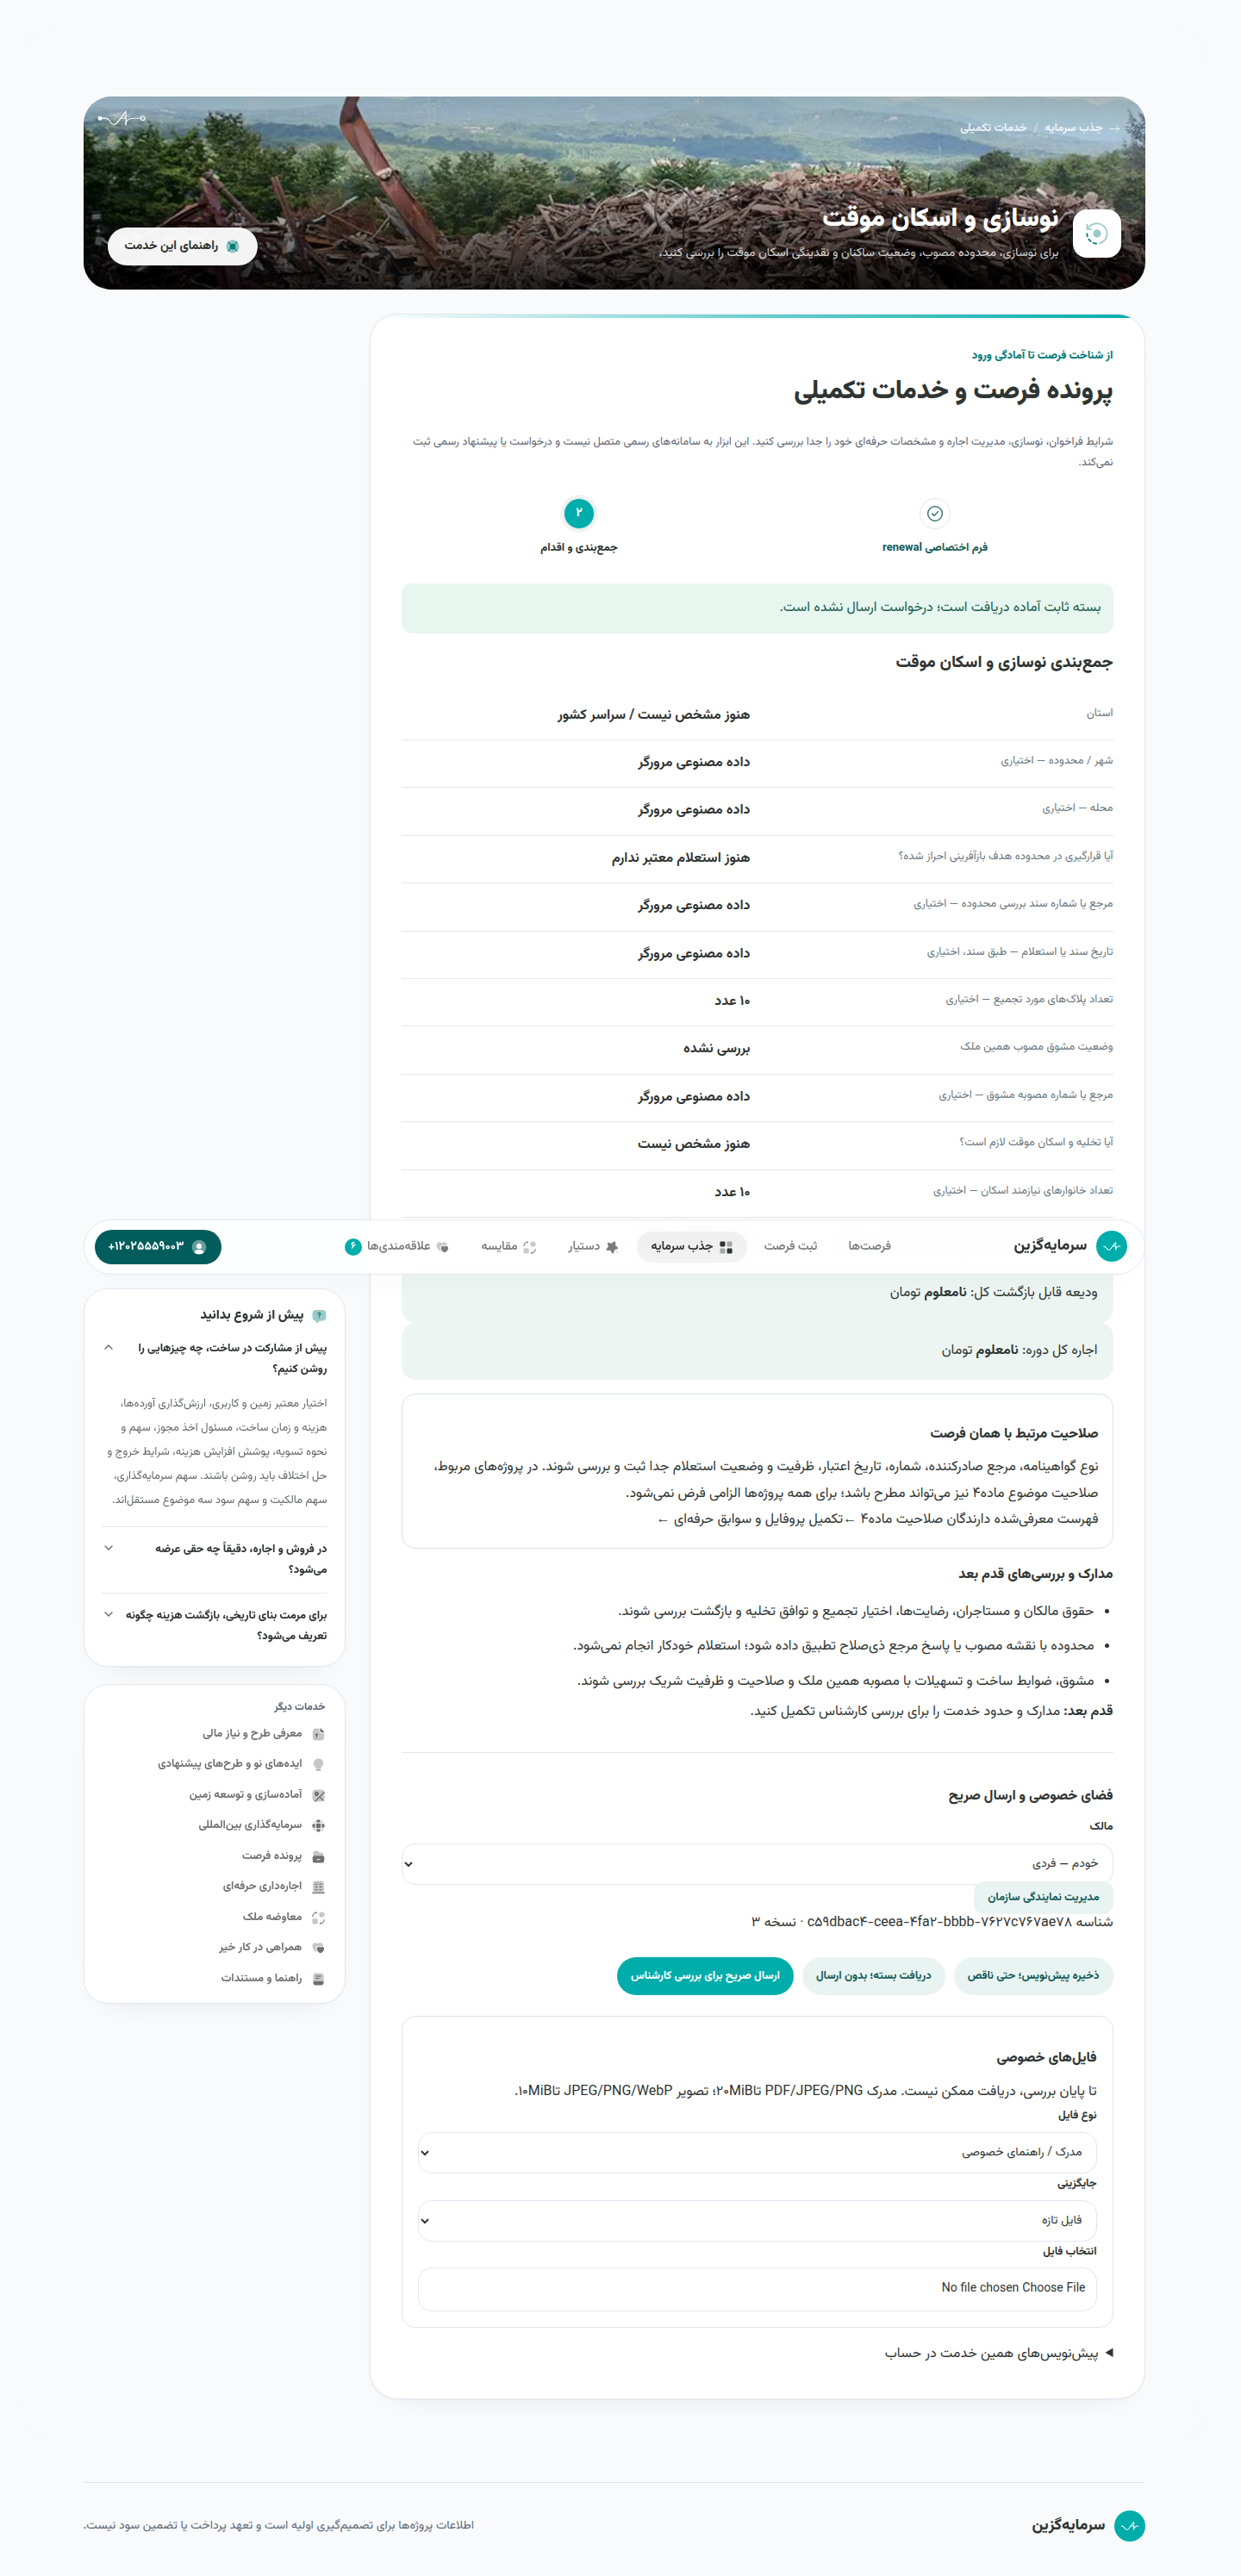 جذب سرمایه / خدمات تکمیلی
نوسازی و اسکان موقت
برای نوسازی، محدوده مصوب، وضعیت ساکنان و نقدینگی اسکان موقت را بررسی کنید.
راهنمای این خدمت
از شناخت فرصت تا آمادگی ورود
پرونده فرصت و خدمات تکمیلی
شرایط فراخوان، نوسازی، مدیریت اجاره و مشخصات حرفه‌ای خود را جدا بررسی کنید. این ابزار به سامانه‌های رسمی متصل نیست و درخواست یا پیشنهاد رسمی ثبت
نمی‌کند.
۲
فرم اختصاصی renewal
جمع‌بندی و اقدام
بسته ثابت آماده دریافت است؛ درخواست ارسال نشده است.
جمع‌بندی نوسازی و اسکان موقت
استان
هنوز مشخص نیست / سراسر کشور
شهر / محدوده — اختیاری
داده مصنوعی مرورگر
محله — اختیاری
داده مصنوعی مرورگر
آیا قرارگیری در محدوده هدف بازآفرینی احراز شده؟
هنوز استعلام معتبر ندارم
مرجع یا شماره سند بررسی محدوده — اختیاری
داده مصنوعی مرورگر
تاریخ سند یا استعلام — طبق سند، اختیاری
داده مصنوعی مرورگر
تعداد پلاک‌های مورد تجمیع — اختیاری
۱۰ عدد
وضعیت مشوق مصوب همین ملک
بررسی نشده
مرجع یا شماره مصوبه مشوق — اختیاری
داده مصنوعی مرورگر
آیا تخلیه و اسکان موقت لازم است؟
هنوز مشخص نیست
تعداد خانوارهای نیازمند اسکان — اختیاری
۱۰ عدد
سرمایه‌گزین
فرصت‌ها
ثبت فرصت
جذب سرمایه
دستیار
مقایسه
علاقه‌مندی‌ها
۶
+۱۲۰۲۵۵۵۹۰۰۳
ودیعه قابل بازگشت کل: نامعلوم تومان
اجاره کل دوره: نامعلوم تومان
صلاحیت مرتبط با همان فرصت
نوع گواهینامه، مرجع صادرکننده، شماره، تاریخ اعتبار، ظرفیت و وضعیت استعلام جدا ثبت و بررسی شوند. در پروژه‌های مربوط،
صلاحیت موضوع ماده۴ نیز می‌تواند مطرح باشد؛ برای همه پروژه‌ها الزامی فرض نمی‌شود.
فهرست معرفی‌شده دارندگان صلاحیت ماده۴ ←تکمیل پروفایل و سوابق حرفه‌ای ←
مدارک و بررسی‌های قدم بعد
• حقوق مالکان و مستاجران، رضایت‌ها، اختیار تجمیع و توافق تخلیه و بازگشت بررسی شوند.
• محدوده با نقشه مصوب یا پاسخ مرجع ذی‌صلاح تطبیق داده شود؛ استعلام خودکار انجام نمی‌شود.
• مشوق، ضوابط ساخت و تسهیلات با مصوبه همین ملک و صلاحیت و ظرفیت شریک بررسی شوند.
قدم بعد: مدارک و حدود خدمت را برای بررسی کارشناس تکمیل کنید.
فضای خصوصی و ارسال صریح
مالک
خودم — فردی
مدیریت نمایندگی سازمان
شناسه c۵۹dbac۴-ceea-۴fa۲-bbbb-۷۶۲۷c۷۶۷ae۷۸ · نسخه ۳
ذخیره پیش‌نویس؛ حتی ناقص
دریافت بسته؛ بدون ارسال
ارسال صریح برای بررسی کارشناس
فایل‌های خصوصی
تا پایان بررسی، دریافت ممکن نیست. مدرک PDF/JPEG/PNG تا۲۰MiB؛ تصویر JPEG/PNG/WebP تا۱۰MiB.
نوع فایل
مدرک / راهنمای خصوصی
جایگزینی
فایل تازه
انتخاب فایل
Choose File No file chosen
پیش‌نویس‌های همین خدمت در حساب
پیش از شروع بدانید
پیش از مشارکت در ساخت، چه چیزهایی را
روشن کنیم؟
اختیار معتبر زمین و کاربری، ارزش‌گذاری آورده‌ها،
هزینه و زمان ساخت، مسئول اخذ مجوز، سهم و
نحوه تسویه، پوشش افزایش هزینه، شرایط خروج و
حل اختلاف باید روشن باشند. سهم سرمایه‌گذاری،
سهم مالکیت و سهم سود سه موضوع مستقل‌اند.
در فروش و اجاره، دقیقاً چه حقی عرضه
می‌شود؟
برای مرمت بنای تاریخی، بازگشت هزینه چگونه
تعریف می‌شود؟
خدمات دیگر
معرفی طرح و نیاز مالی
ایده‌های نو و طرح‌های پیشنهادی
آماده‌سازی و توسعه زمین
سرمایه‌گذاری بین‌المللی
پرونده فرصت
اجاره‌داری حرفه‌ای
معاوضه ملک
همراهی در کار خیر
راهنما و مستندات
سرمایه‌گزین
اطلاعات پروژه‌ها برای تصمیم‌گیری اولیه است و تعهد پرداخت یا تضمین سود نیست.